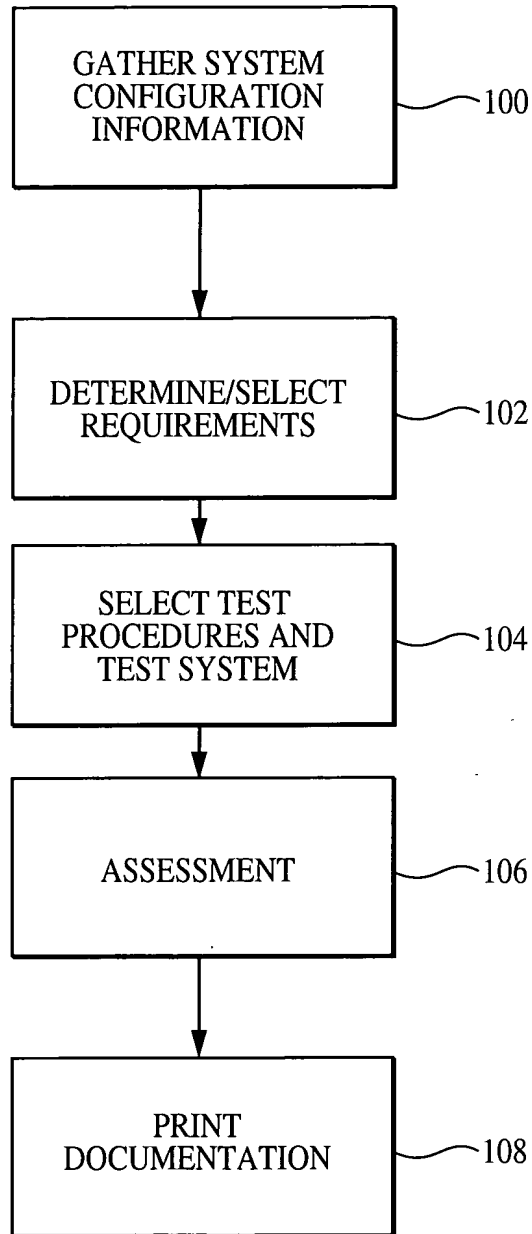 GATHER SYSTEM
CONFIGURATION
INFORMATION
100
DETERMINE/SELECT
REQUIREMENTS
102
SELECT TEST
PROCEDURES AND
TEST SYSTEM
104
ASSESSMENT
106
PRINT
DOCUMENTATION
108